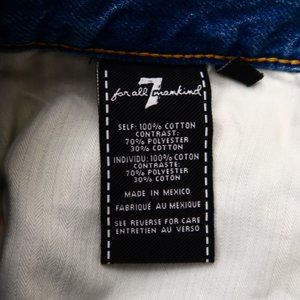 7
for all mankind
SELF: 100% COTTON
CONTRAST:
70% POLYESTER
30% COTTON
INDIVIDU: 100% COTON
CONTRASTE:
70% POLYESTER
30% COTON
MADE IN MEXICO
FABRIQUÉ AU MEXIQUE
SEE REVERSE FOR CARE
ENTRETIEN AU VERSO